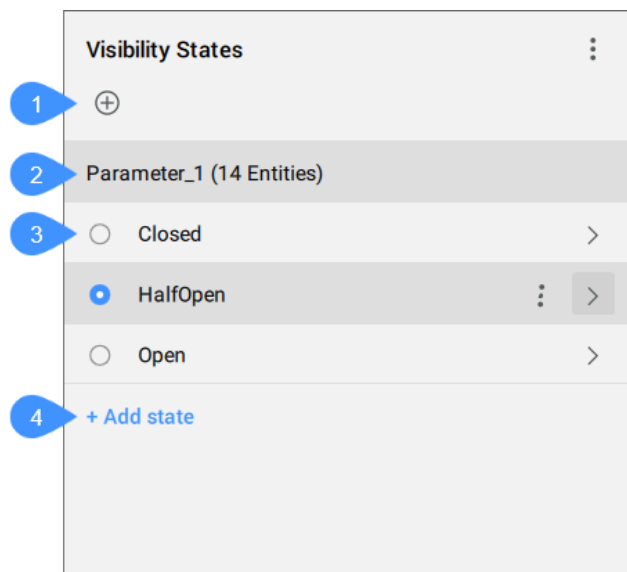 Visibility States
1
2 Parameter_1 (14 Entities)
3 Closed
HalfOpen
Open
4 + Add state